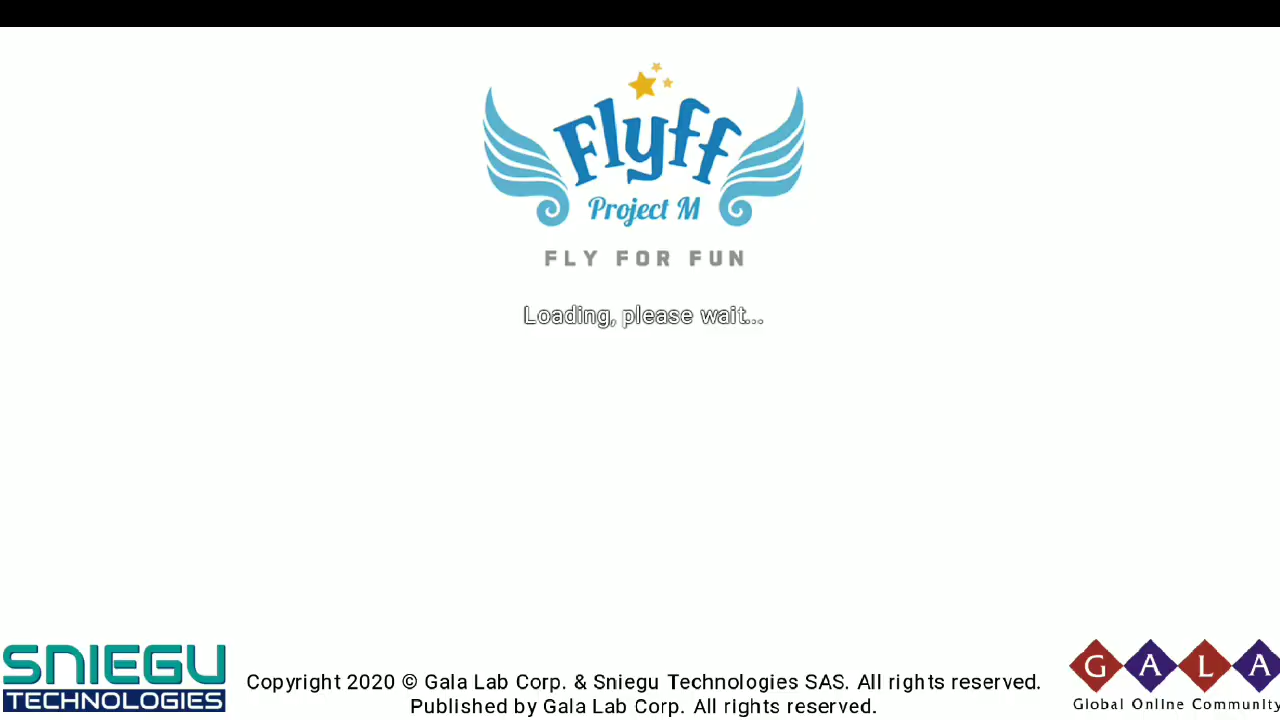 Flyff
Project M
FLY FOR FUN
Loading, please wait...
SNIEGU
TECHNOLOGIES
Copyright 2020 © Gala Lab Corp. & Sniegu Technologies SAS. All rights reserved.
Published by Gala Lab Corp. All rights reserved.
GALA
Global Online Community